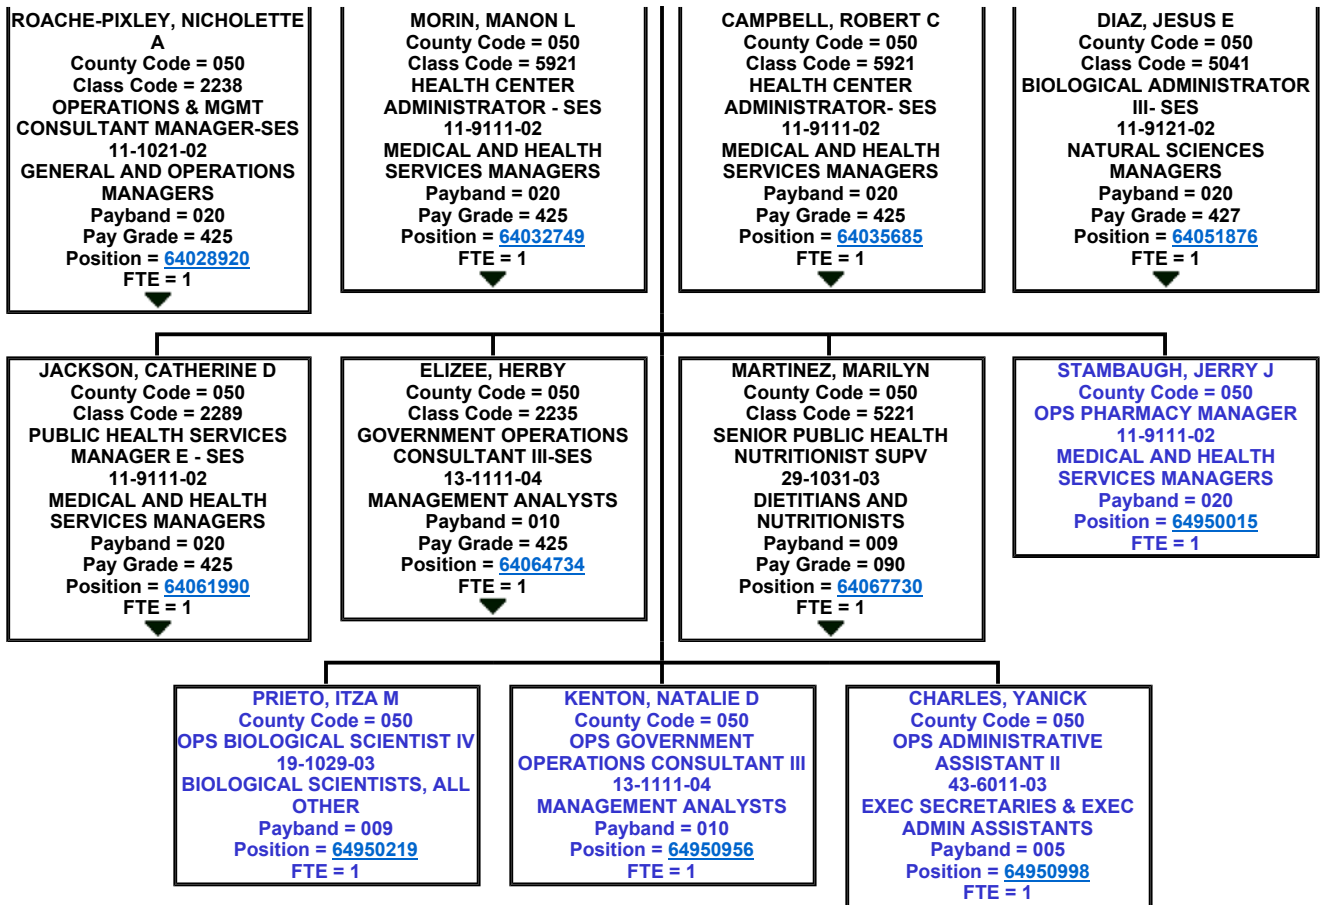 ROACHE-PIXLEY, NICHOLETTE
A
County Code = 050
Class Code = 2238
OPERATIONS & MGMT
CONSULTANT MANAGER-SES
11-1021-02
GENERAL AND OPERATIONS
MANAGERS
Payband = 020
Pay Grade = 425
Position = 64028920
FTE = 1
MORIN, MANON L
County Code = 050
Class Code = 5921
HEALTH CENTER
ADMINISTRATOR - SES
11-9111-02
MEDICAL AND HEALTH
SERVICES MANAGERS
Payband = 020
Pay Grade = 425
Position = 64032749
FTE = 1
CAMPBELL, ROBERT C
County Code = 050
Class Code = 5921
HEALTH CENTER
ADMINISTRATOR- SES
11-9111-02
MEDICAL AND HEALTH
SERVICES MANAGERS
Payband = 020
Pay Grade = 425
Position = 64035685
FTE = 1
DIAZ, JESUS E
County Code = 050
Class Code = 5041
BIOLOGICAL ADMINISTRATOR
III- SES
11-9121-02
NATURAL SCIENCES
MANAGERS
Payband = 020
Pay Grade = 427
Position = 64051876
FTE = 1
JACKSON, CATHERINE D
County Code = 050
Class Code = 2289
PUBLIC HEALTH SERVICES
MANAGER E - SES
11-9111-02
MEDICAL AND HEALTH
SERVICES MANAGERS
Payband = 020
Pay Grade = 425
Position = 64061990
FTE = 1
ELIZEE, HERBY
County Code = 050
Class Code = 2235
GOVERNMENT OPERATIONS
CONSULTANT III-SES
13-1111-04
MANAGEMENT ANALYSTS
Payband = 010
Pay Grade = 425
Position = 64064734
FTE = 1
MARTINEZ, MARILYN
County Code = 050
Class Code = 5221
SENIOR PUBLIC HEALTH
NUTRITIONIST SUPV
29-1031-03
DIETITIANS AND
NUTRITIONISTS
Payband = 009
Pay Grade = 090
Position = 64067730
FTE = 1
STAMBAUGH, JERRY J
County Code = 050
OPS PHARMACY MANAGER
11-9111-02
MEDICAL AND HEALTH
SERVICES MANAGERS
Payband = 020
Position = 64950015
FTE = 1
PRIETO, ITZA M
County Code = 050
OPS BIOLOGICAL SCIENTIST IV
19-1029-03
BIOLOGICAL SCIENTISTS, ALL
OTHER
Payband = 009
Position = 64950219
FTE = 1
KENTON, NATALIE D
County Code = 050
OPS GOVERNMENT
OPERATIONS CONSULTANT III
13-1111-04
MANAGEMENT ANALYSTS
Payband = 010
Position = 64950956
FTE = 1
CHARLES, YANICK
County Code = 050
OPS ADMINISTRATIVE
ASSISTANT II
43-6011-03
EXEC SECRETARIES & EXEC
ADMIN ASSISTANTS
Payband = 005
Position = 64950998
FTE = 1